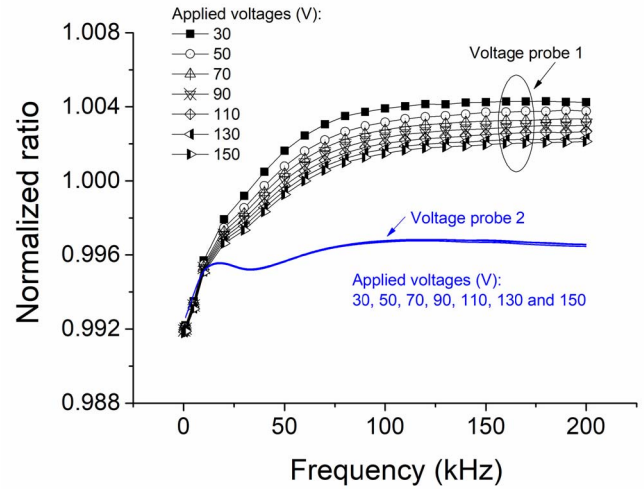 Applied voltages (V):
30
50
70
90
110
130
150
Voltage probe 1
Voltage probe 2
Applied voltages (V):
30, 50, 70, 90, 110, 130 and 150
Normalized ratio
1.008
1.004
1.000
0.996
0.992
0.988
0
50
100
150
200
Frequency (kHz)